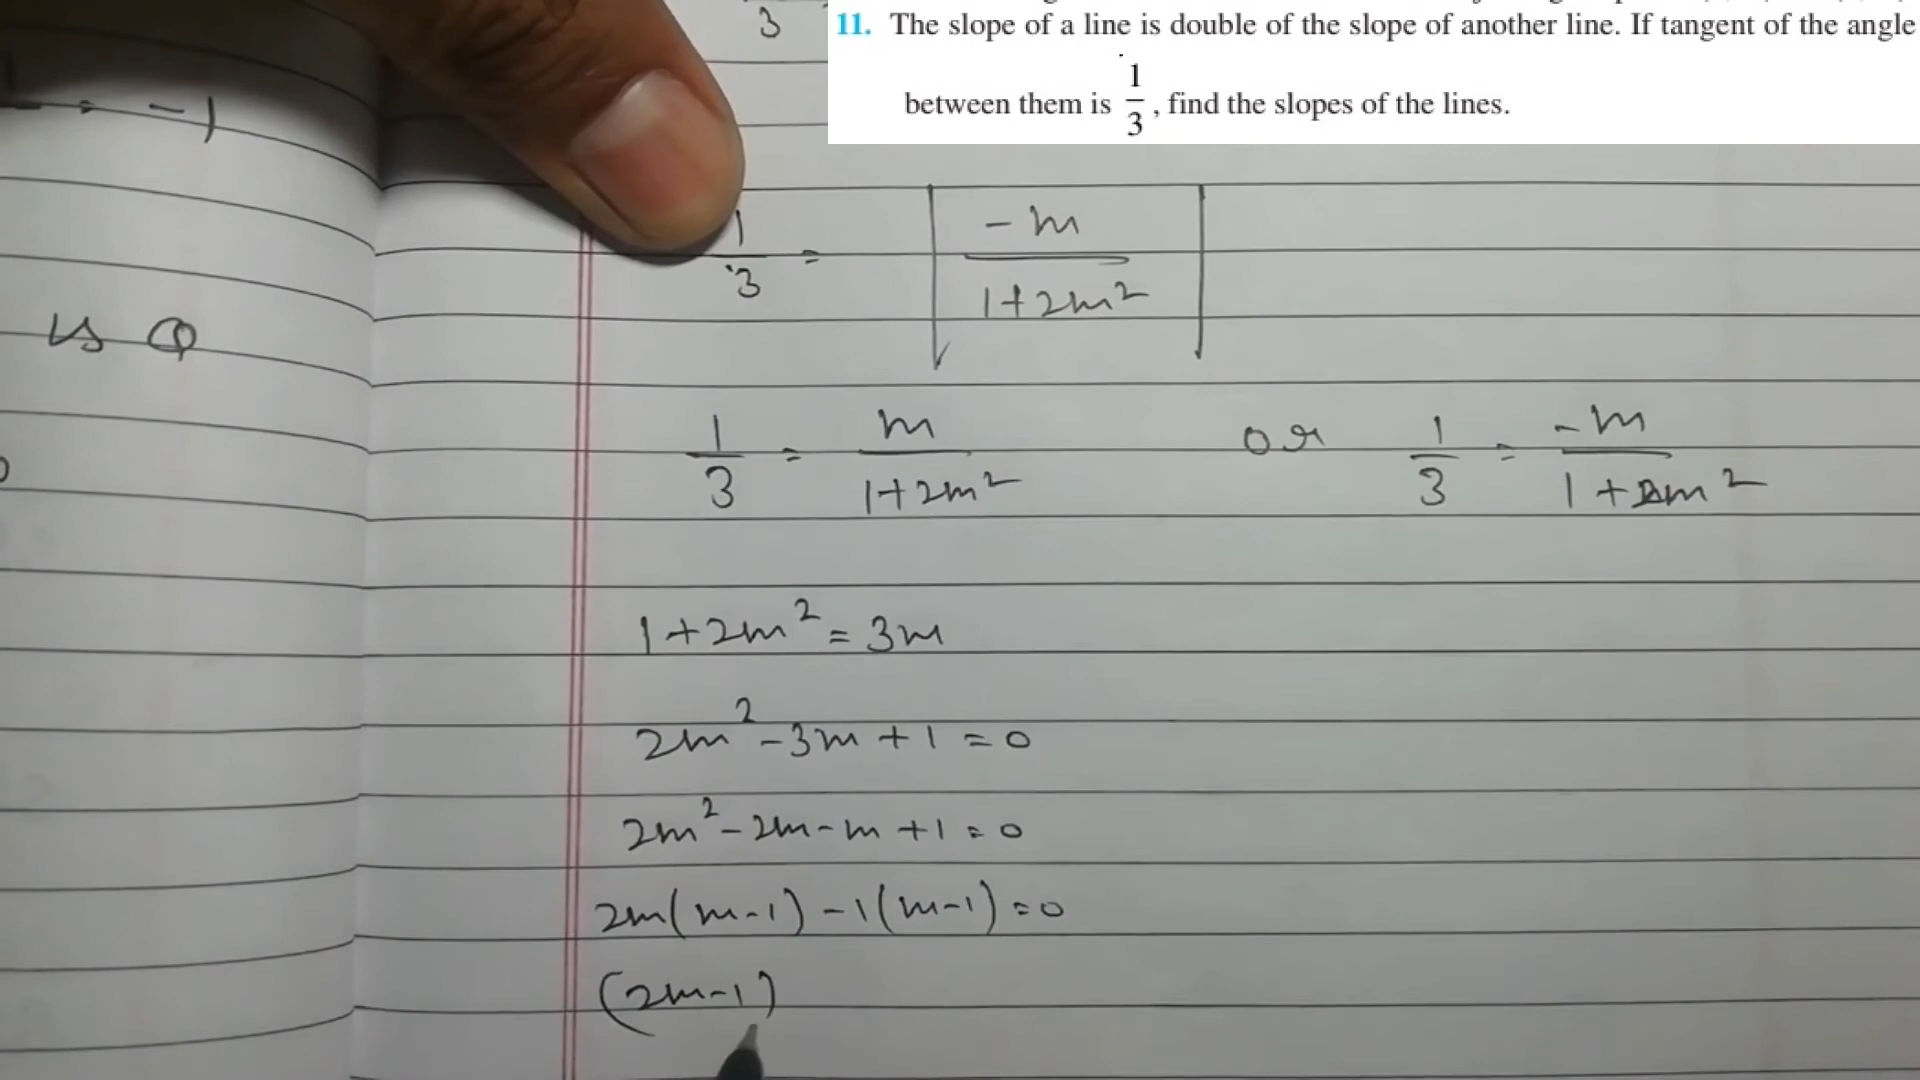 3
11. The slope of a line is double of the slope of another line. If tangent of the angle
between them is 1/3, find the slopes of the lines.
-1
1/3 = | -m / 1+2m² |
is θ
1/3 = m / 1+2m² or 1/3 = -m / 1+2m²
1+2m² = 3m
2m² - 3m + 1 = 0
2m² - 2m - m + 1 = 0
2m(m-1) - 1(m-1) = 0
(2m-1)